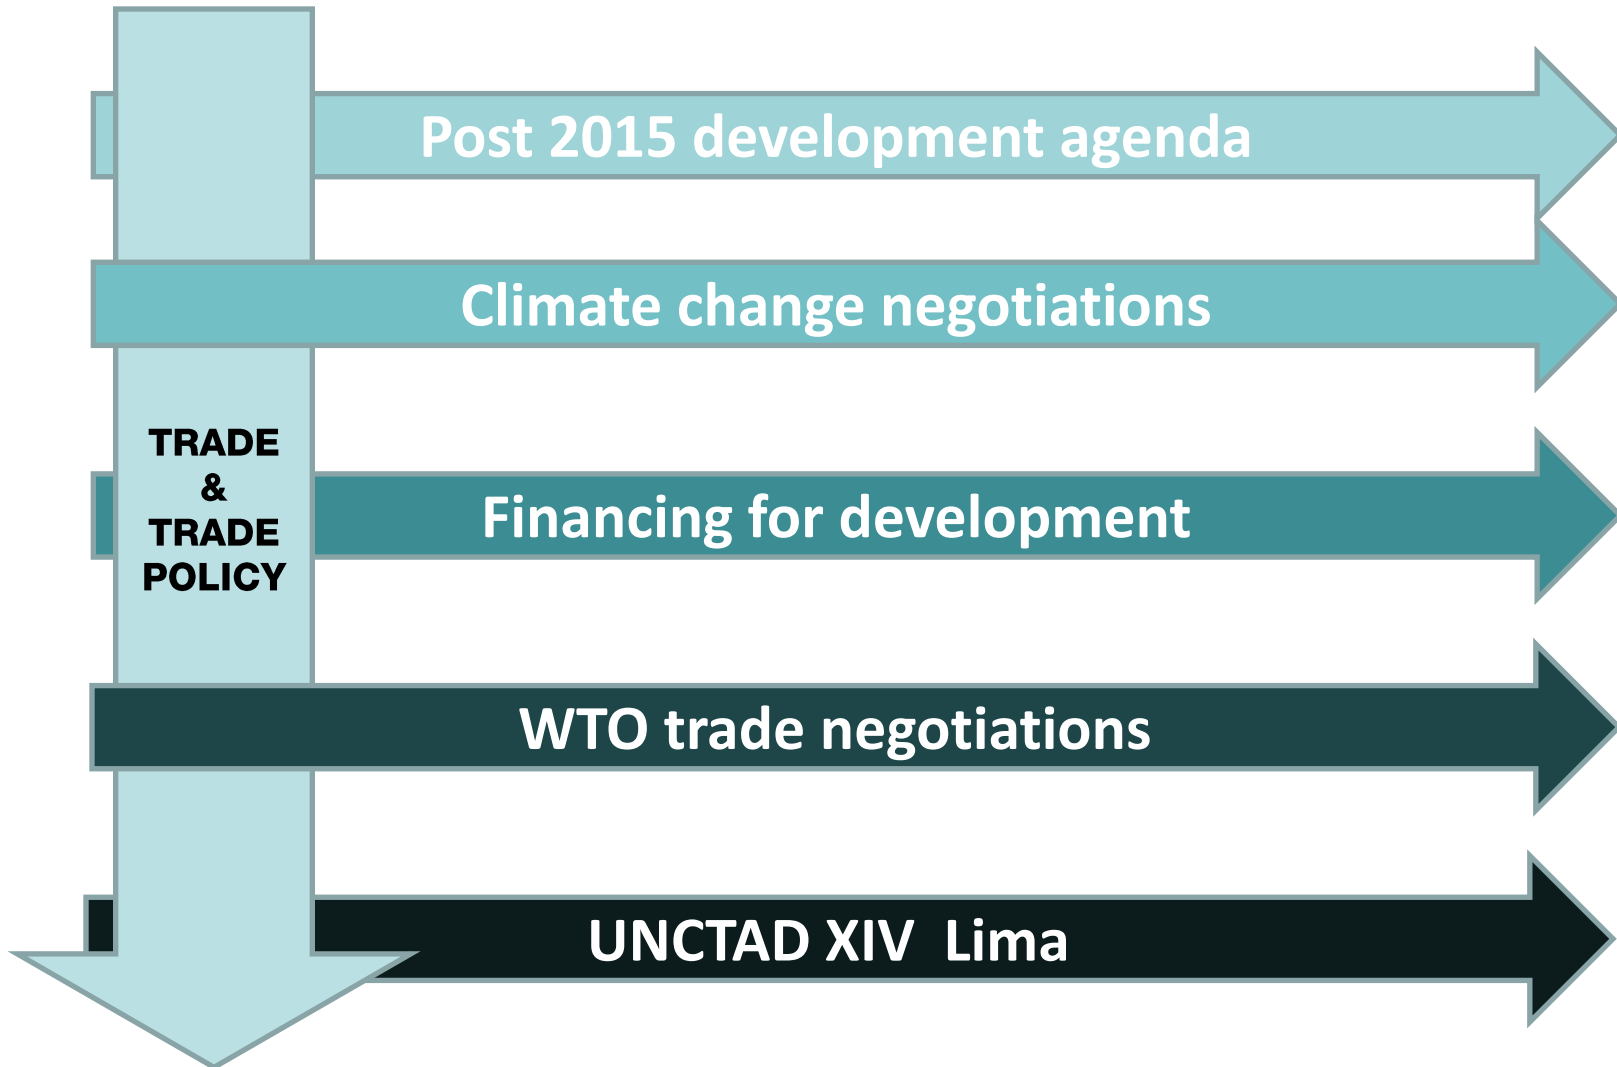 Post 2015 development agenda
Climate change negotiations
TRADE
&
TRADE
POLICY
Financing for development
WTO trade negotiations
UNCTAD XIV  Lima